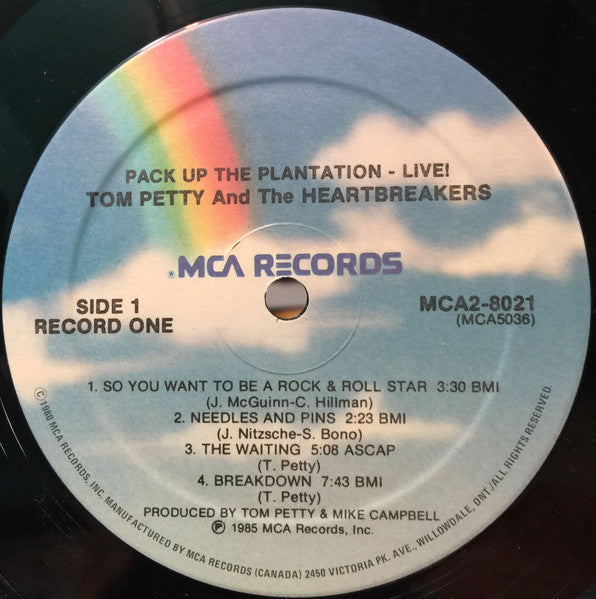 PACK UP THE PLANTATION - LIVE!
TOM PETTY And The HEARTBREAKERS
®MCA RECORDS
SIDE 1
RECORD ONE
MCA2-8021
(MCA5036)
1. SO YOU WANT TO BE A ROCK & ROLL STAR 3:30 BMI
(J. McGuinn-C. Hillman)
2. NEEDLES AND PINS 2:23 BMI
(J. Nitzsche-S. Bono)
3. THE WAITING 5:08 ASCAP
(T. Petty)
4. BREAKDOWN 7:43 BMI
(T. Petty)
PRODUCED BY TOM PETTY & MIKE CAMPBELL
℗ 1985 MCA Records, Inc.
©1980 MCA RECORDS, INC. MANUFACTURED BY MCA RECORDS (CANADA) 2450 VICTORIA PK. AVE., WILLOWDALE, ONT./ALL RIGHTS RESERVED.